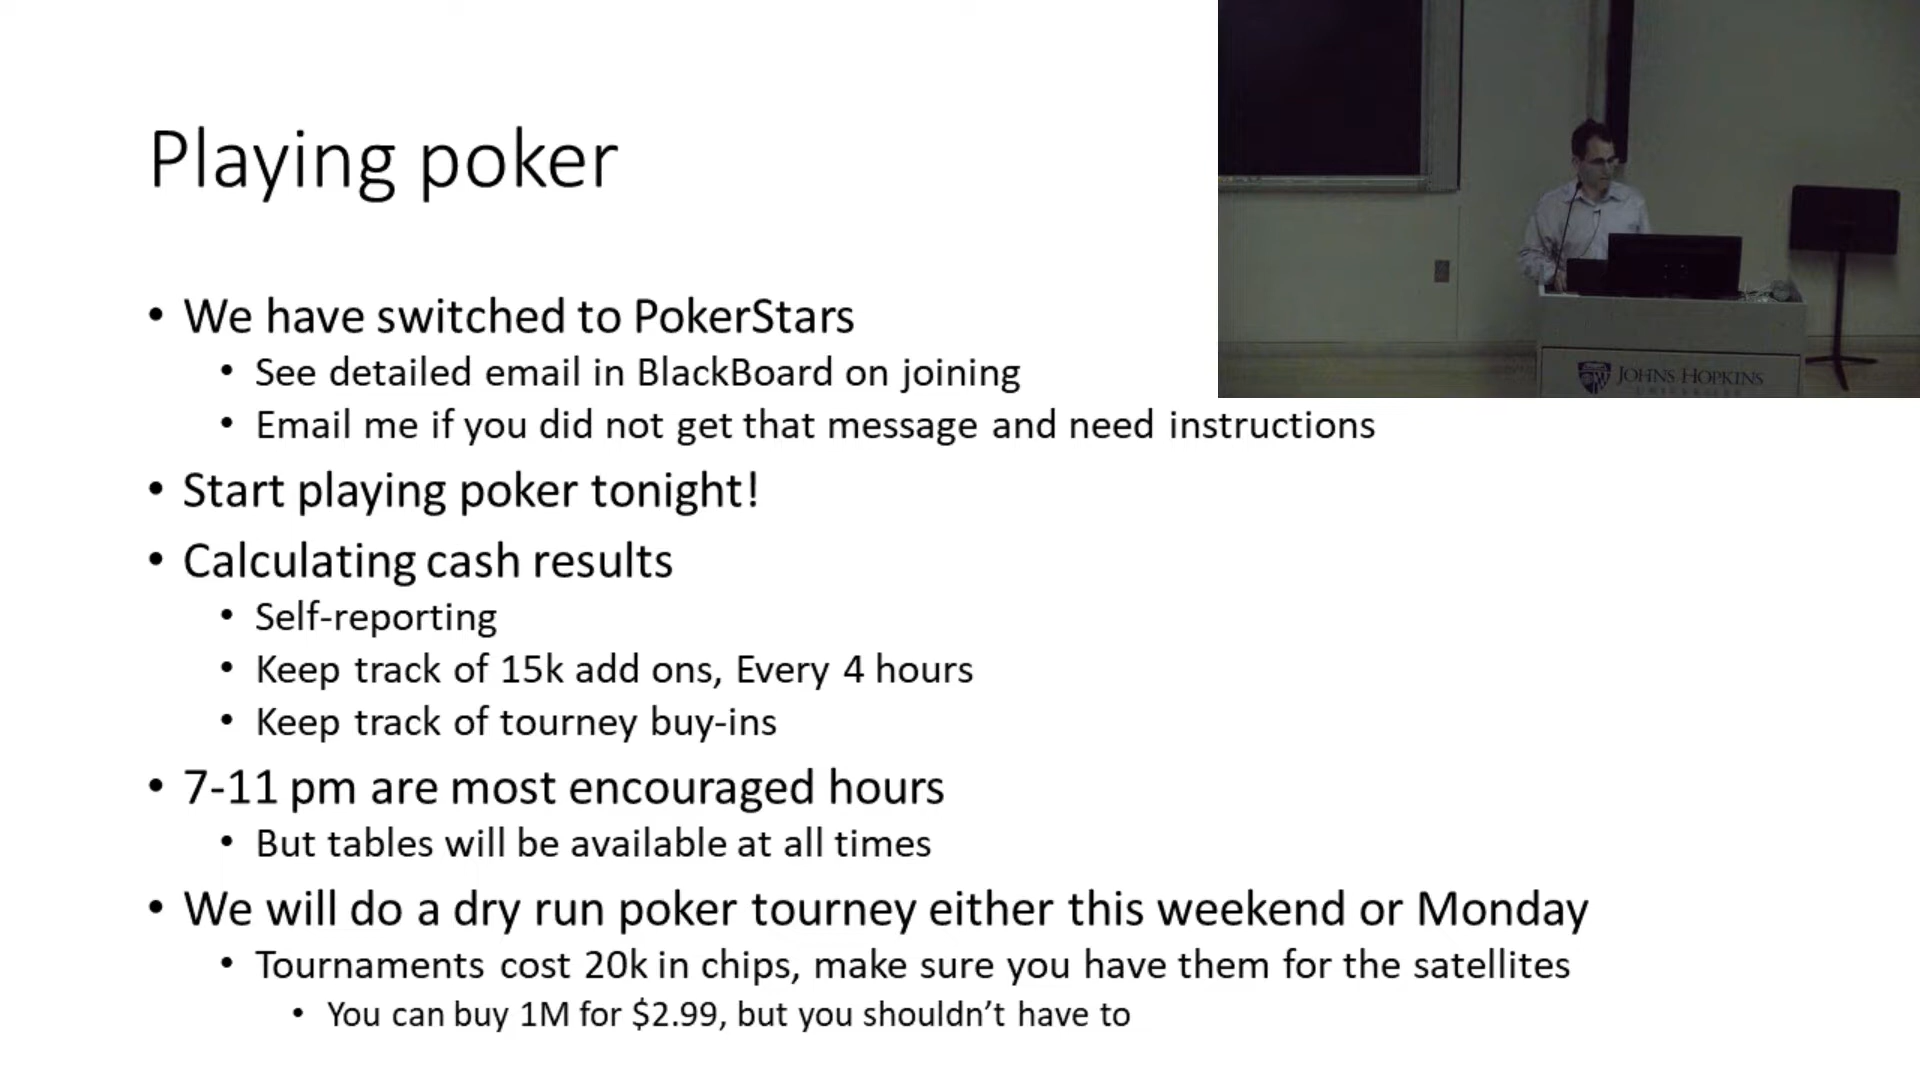 Playing poker
• We have switched to PokerStars
• See detailed email in BlackBoard on joining
• Email me if you did not get that message and need instructions
• Start playing poker tonight!
• Calculating cash results
• Self-reporting
• Keep track of 15k add ons, Every 4 hours
• Keep track of tourney buy-ins
• 7-11 pm are most encouraged hours
• But tables will be available at all times
• We will do a dry run poker tourney either this weekend or Monday
• Tournaments cost 20k in chips, make sure you have them for the satellites
• You can buy 1M for $2.99, but you shouldn’t have to
JOHNS HOPKINS
UNIVERSITY